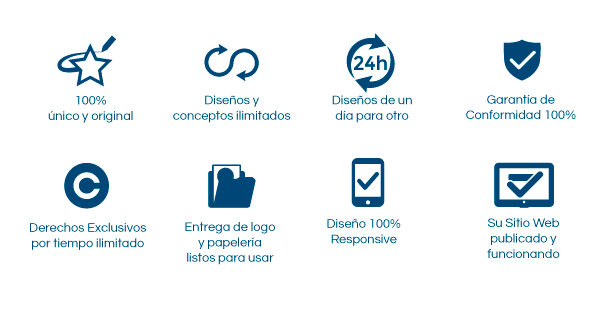 100%
único y original
Diseños y
conceptos ilimitados
24h
Diseños de un
día para otro
Garantía de
Conformidad 100%
Derechos Exclusivos
por tiempo ilimitado
Entrega de logo
y papelería
listos para usar
Diseño 100%
Responsive
Su Sitio Web
publicado y
funcionando